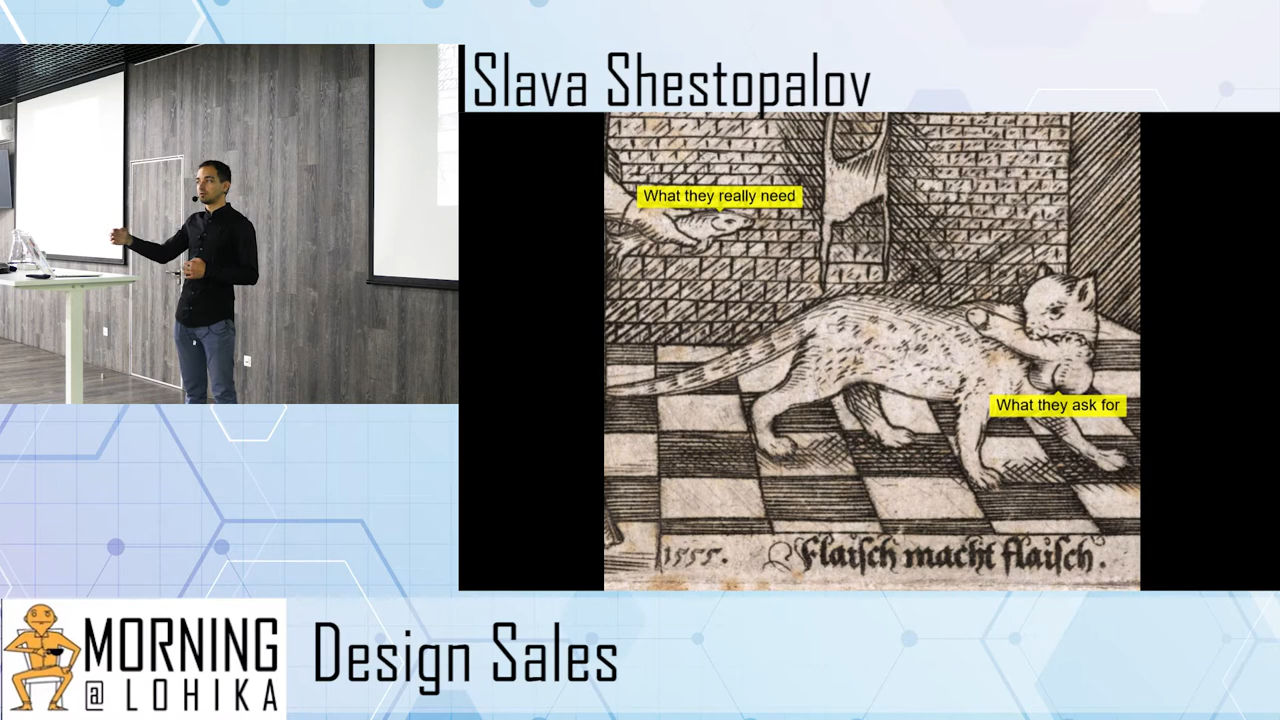 Slava Shestopalov
What they really need
What they ask for
1555. Flaisch macht flaisch.
MORNING
@ LOHIKA
Design Sales